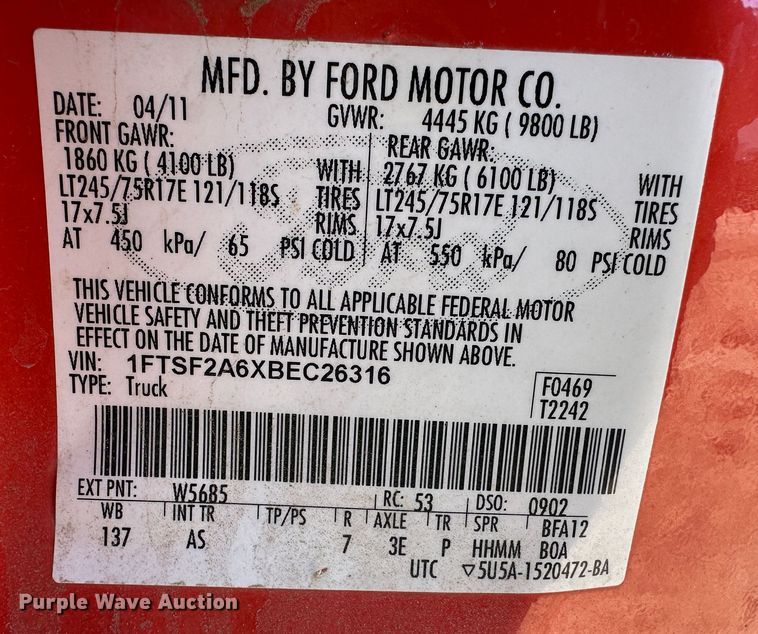 MFD. BY FORD MOTOR CO.
DATE: 04/11 GVWR: 4445 KG ( 9800 LB)
FRONT GAWR: REAR GAWR:
1860 KG ( 4100 LB) WITH 2767 KG ( 6100 LB) WITH
LT245/75R17E 121/118S TIRES LT245/75R17E 121/118S TIRES
17x7.5J RIMS 17x7.5J RIMS
AT 450 kPa/ 65 PSI COLD AT 550 kPa/ 80 PSI COLD
THIS VEHICLE CONFORMS TO ALL APPLICABLE FEDERAL MOTOR
VEHICLE SAFETY AND THEFT PREVENTION STANDARDS IN
EFFECT ON THE DATE OF MANUFACTURE SHOWN ABOVE.
VIN: 1FTSF2A6XBEC26316
TYPE: Truck
F0469
T2242
EXT PNT: W5685 RC: 53 DSO: 0902
WB INT TR TP/PS R AXLE TR SPR BFA12
137 AS 7 3E P HHMM BOA
UTC ▽5U5A-1520472-BA
Ford
Purple Wave Auction